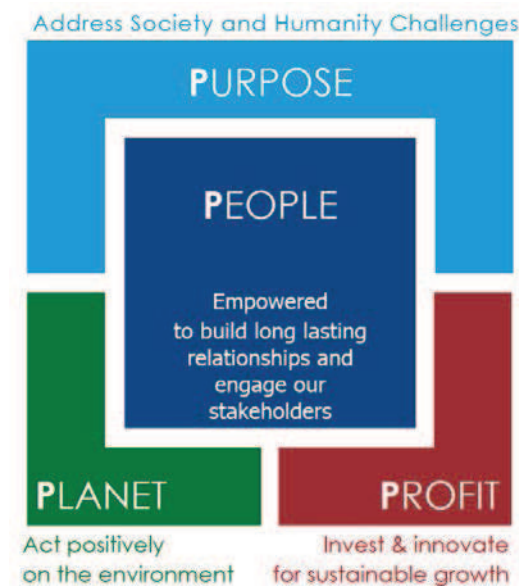 Address Society and Humanity Challenges
PURPOSE
PEOPLE
Empowered
to build long lasting
relationships and
engage our
stakeholders
PLANET
PROFIT
Act positively
on the environment
Invest & innovate
for sustainable growth